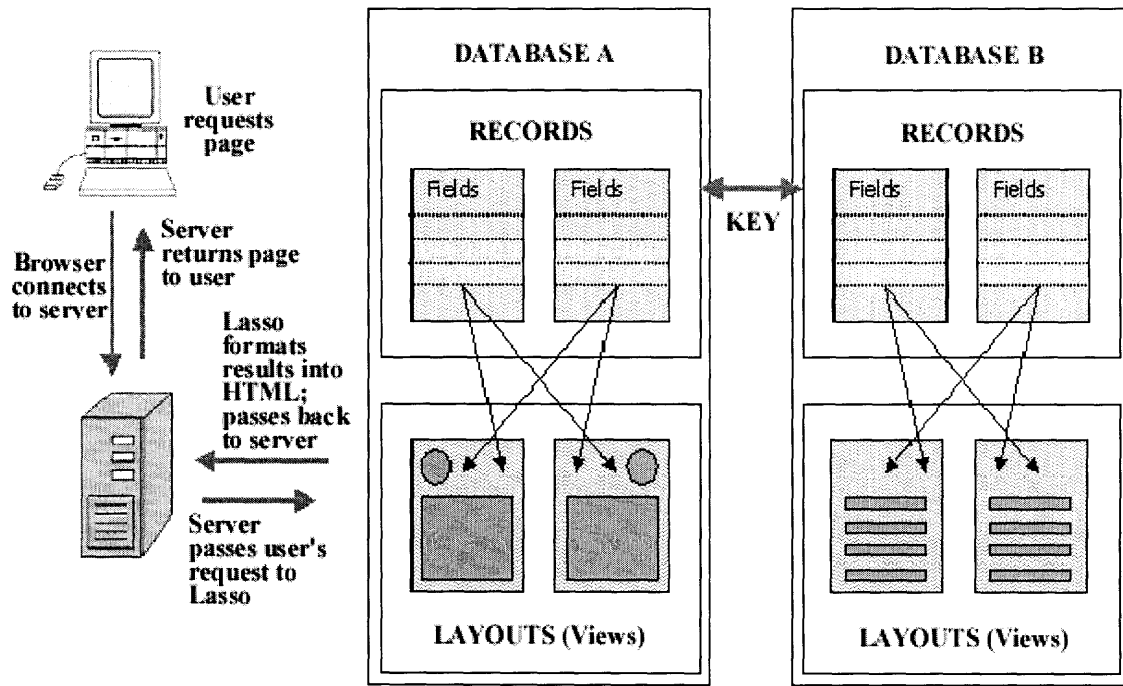 User
requests
page
Browser
connects
to server
Server
returns page
to user
Lasso
formats
results into
HTML;
passes back
to server
Server
passes user's
request to
Lasso
DATABASE A
RECORDS
Fields
Fields
LAYOUTS (Views)
KEY
DATABASE B
RECORDS
Fields
Fields
LAYOUTS (Views)